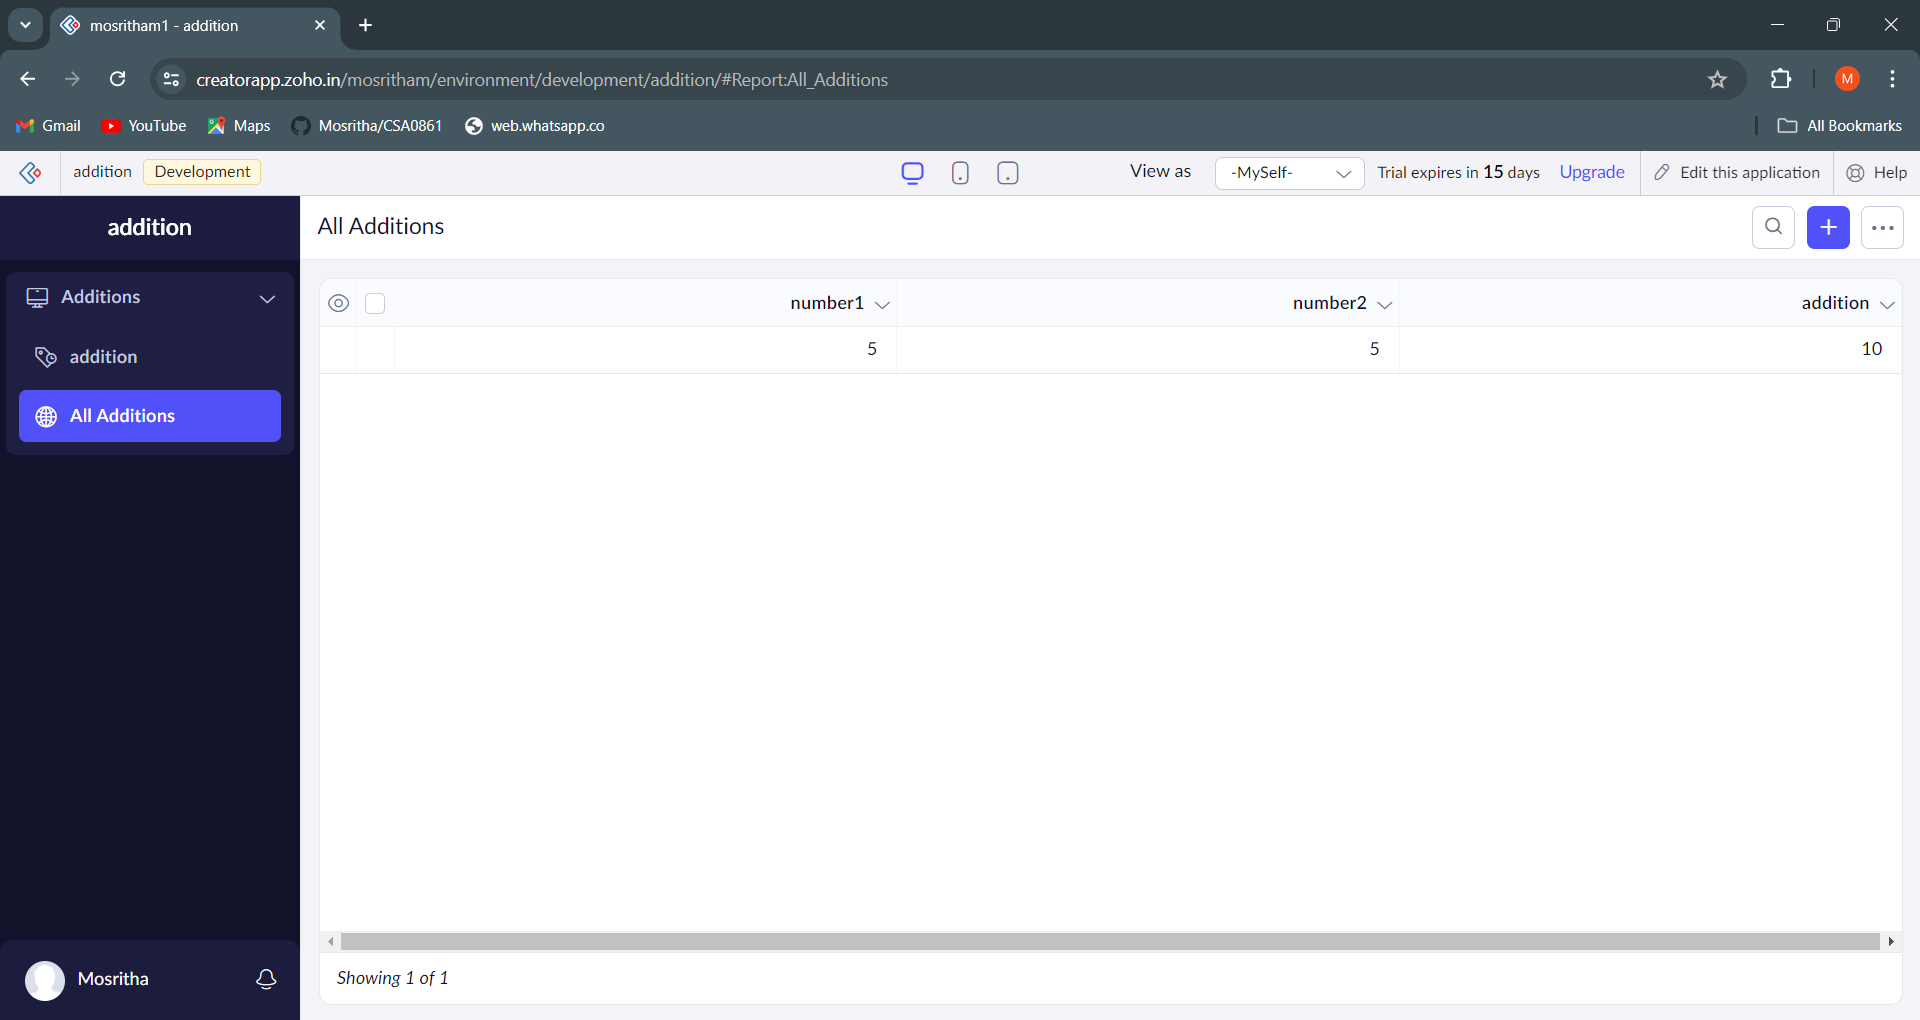 mosritham1 - addition
creatorapp.zoho.in/mosritham/environment/development/addition/#Report:All_Additions
M
Gmail YouTube Maps Mosritha/CSA0861 web.whatsapp.co All Bookmarks
addition Development View as -MySelf- Trial expires in 15 days Upgrade Edit this application Help
addition
All Additions
Additions
addition
All Additions
number1 number2 addition
5 5 10
Showing 1 of 1
Mosritha